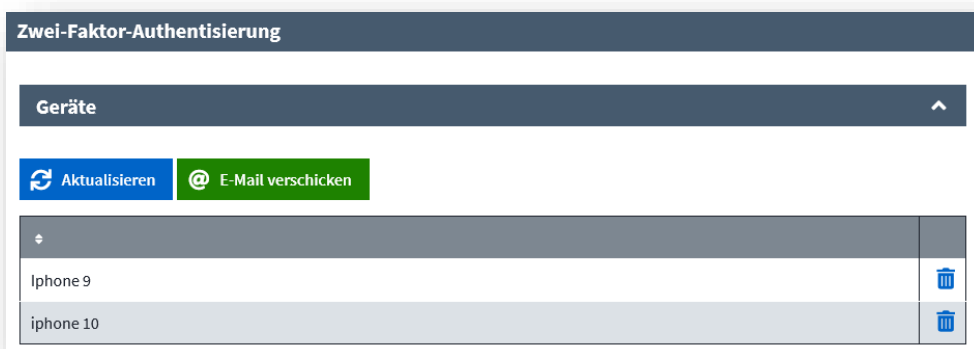 Zwei-Faktor-Authentisierung
Geräte
Aktualisieren
@ E-Mail verschicken
Iphone 9
iphone 10